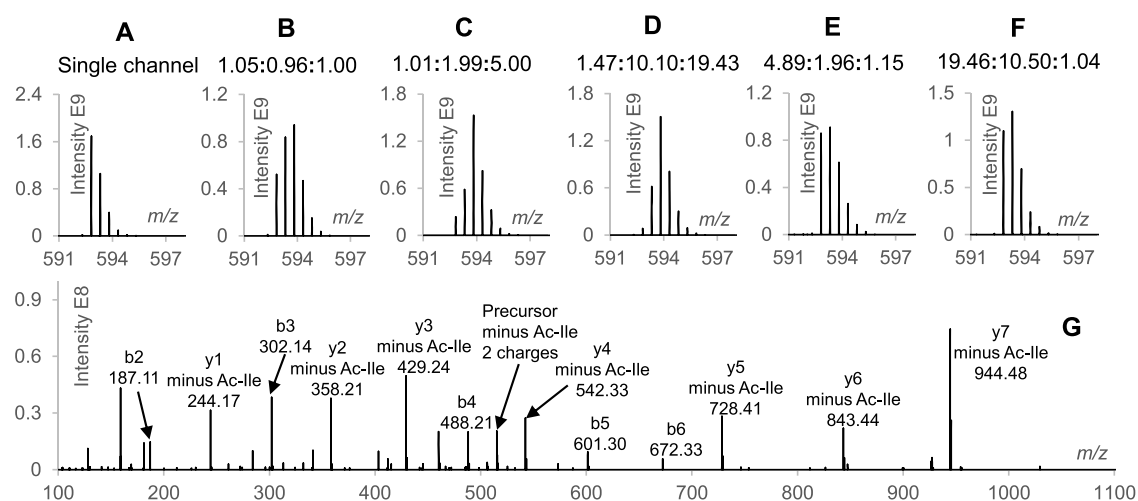 A
B
C
D
E
F
Single channel
1.05:0.96:1.00
1.01:1.99:5.00
1.47:10.10:19.43
4.89:1.96:1.15
19.46:10.50:1.04
2.4
1.6
0.8
0
Intensity E9
m/z
591
594
597
1.2
0.8
0.4
0
Intensity E9
m/z
591
594
597
1.8
1.2
0.6
0
Intensity E9
m/z
591
594
597
1.8
1.2
0.6
0
Intensity E9
m/z
591
594
597
1.2
0.8
0.4
0
Intensity E9
m/z
591
594
597
1.5
1
0.5
0
Intensity E9
m/z
591
594
597
G
0.9
0.6
0.3
0
Intensity E8
b2
187.11
y1
minus Ac-Ile
244.17
b3
302.14
y2
minus Ac-Ile
358.21
y3
minus Ac-Ile
429.24
b4
488.21
Precursor
minus Ac-Ile
2 charges
y4
minus Ac-Ile
542.33
b5
601.30
b6
672.33
y5
minus Ac-Ile
728.41
y6
minus Ac-Ile
843.44
y7
minus Ac-Ile
944.48
m/z
100
200
300
400
500
600
700
800
900
1000
1100